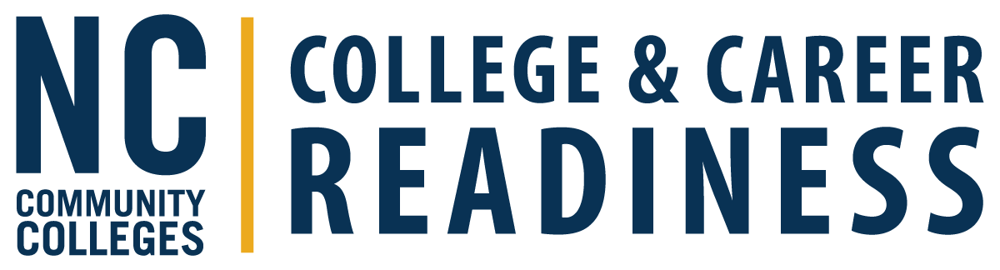 NC
COMMUNITY
COLLEGES
COLLEGE & CAREER
READINESS